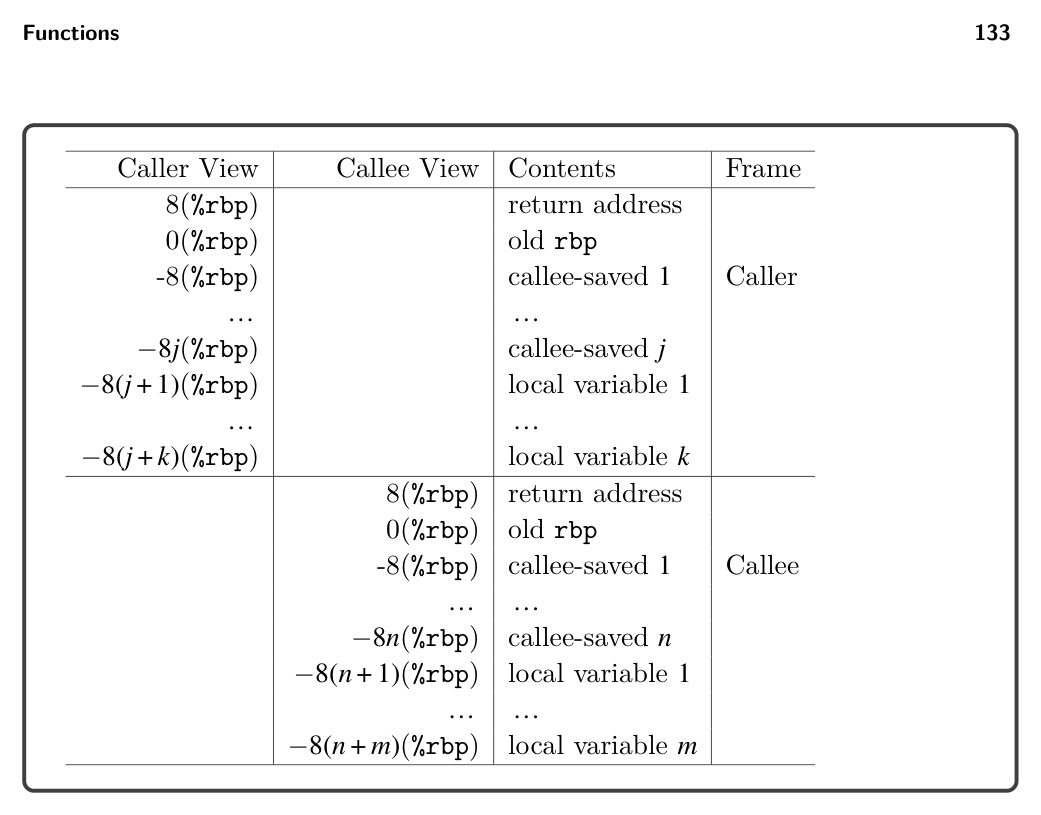 Functions 133
Caller View Callee View Contents Frame
8(%rbp) return address
0(%rbp) old rbp
-8(%rbp) callee-saved 1 Caller
... ...
−8j(%rbp) callee-saved j
−8(j+1)(%rbp) local variable 1
... ...
−8(j+k)(%rbp) local variable k
8(%rbp) return address
0(%rbp) old rbp
-8(%rbp) callee-saved 1 Callee
... ...
−8n(%rbp) callee-saved n
−8(n+1)(%rbp) local variable 1
... ...
−8(n+m)(%rbp) local variable m